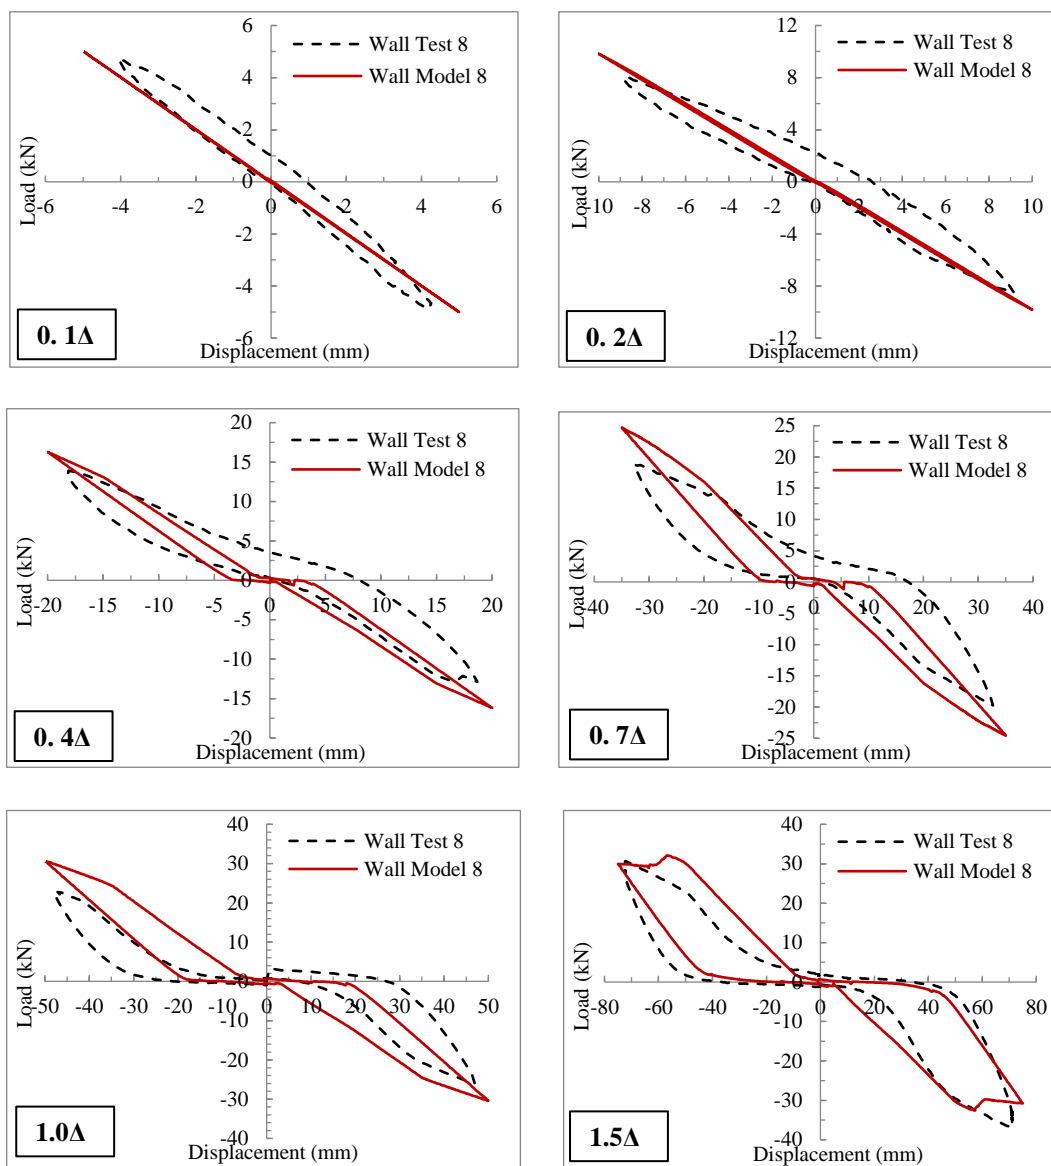 6
4
2
0
-2
-4
-6
-6 -4 -2 0 2 4 6
Load (kN)
Displacement (mm)
Wall Test 8
Wall Model 8
0. 1Δ
12
8
4
0
-4
-8
-12
-10 -8 -6 -4 -2 0 2 4 6 8 10
Load (kN)
Displacement (mm)
Wall Test 8
Wall Model 8
0. 2Δ
20
15
10
5
0
-5
-10
-15
-20
-20 -15 -10 -5 0 5 10 15 20
Load (kN)
Displacement (mm)
Wall Test 8
Wall Model 8
0. 4Δ
25
20
15
10
5
0
-5
-10
-15
-20
-25
-40 -30 -20 -10 0 10 20 30 40
Load (kN)
Displacement (mm)
Wall Test 8
Wall Model 8
0. 7Δ
40
30
20
10
0
-10
-20
-30
-40
-50 -40 -30 -20 -10 0 10 20 30 40 50
Load (kN)
Displacement (mm)
Wall Test 8
Wall Model 8
1.0Δ
40
30
20
10
0
-10
-20
-30
-40
-80 -60 -40 -20 0 20 40 60 80
Load (kN)
Displacement (mm)
Wall Test 8
Wall Model 8
1.5Δ